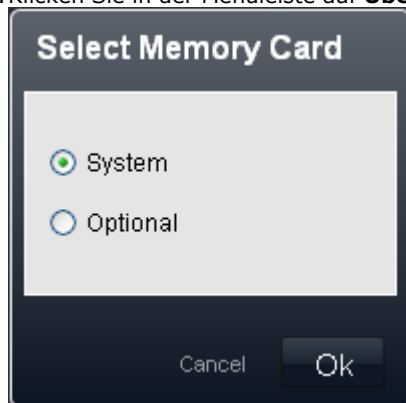 Klicken Sie in der Menüleiste auf
Select Memory Card
System
Optional
Cancel
Ok